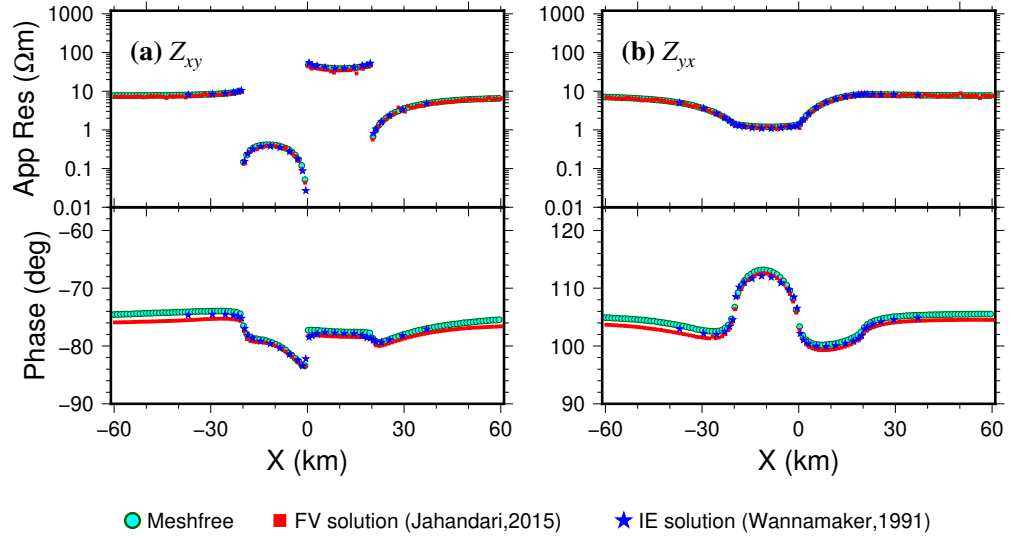 1000
100
10
1
0.1
0.01
App Res (Ωm)
(a) Zxy
1000
100
10
1
0.1
0.01
(b) Zyx
−60
−70
−80
−90
Phase (deg)
120
110
100
90
−60 −30 0 30 60
X (km)
−60 −30 0 30 60
X (km)
Meshfree FV solution (Jahandari,2015) IE solution (Wannamaker,1991)